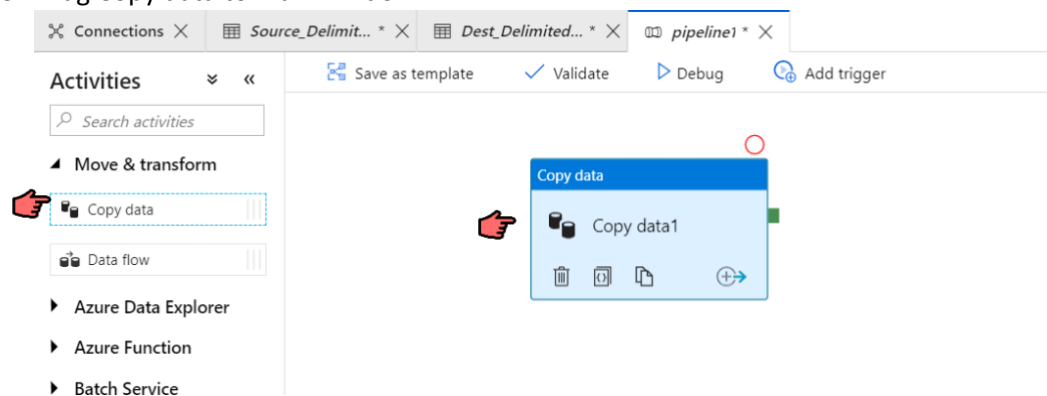 Connections
Source_Delimit... *
Dest_Delimited... *
pipeline1 *
Activities
Save as template
Validate
Debug
Add trigger
Search activities
Move & transform
Copy data
Data flow
Azure Data Explorer
Azure Function
Batch Service
Copy data
Copy data1